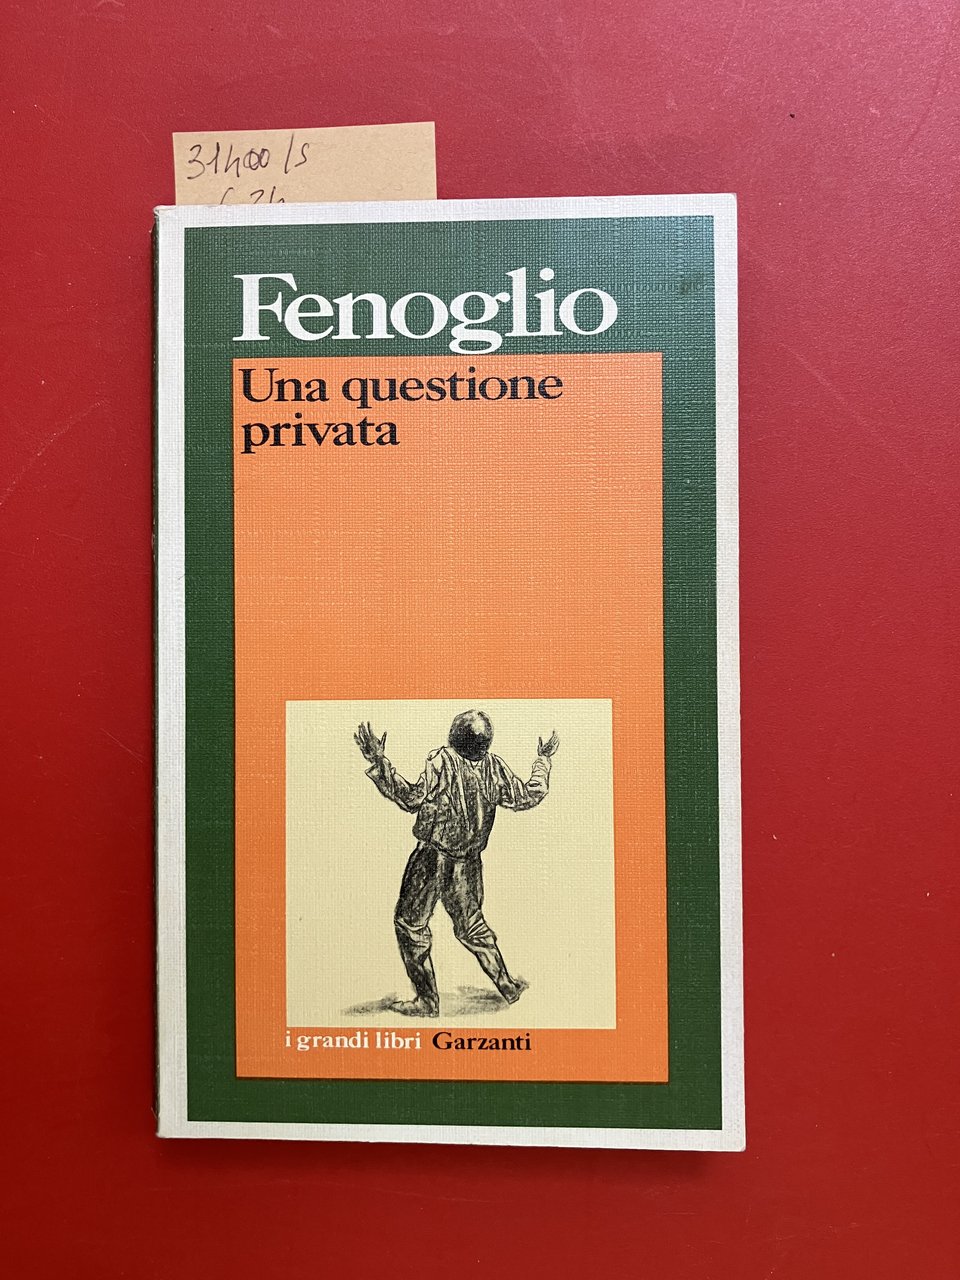 31400/s
Fenoglio
Una questione
privata
i grandi libri Garzanti